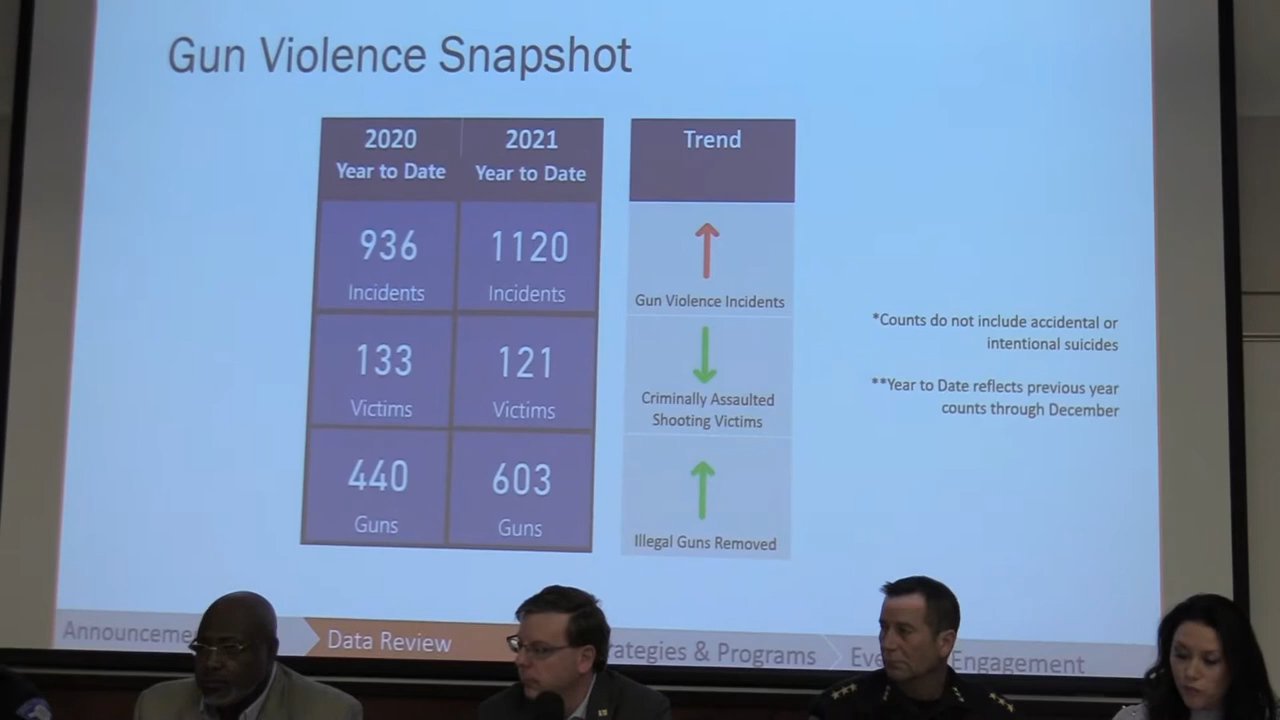 Gun Violence Snapshot
2020 2021 Trend
Year to Date Year to Date
936 1120
Incidents Incidents
Gun Violence Incidents
133 121
Victims Victims
Criminally Assaulted
Shooting Victims
440 603
Guns Guns
Illegal Guns Removed
*Counts do not include accidental or
intentional suicides
**Year to Date reflects previous year
counts through December
Data Review
& Programs
Engagement